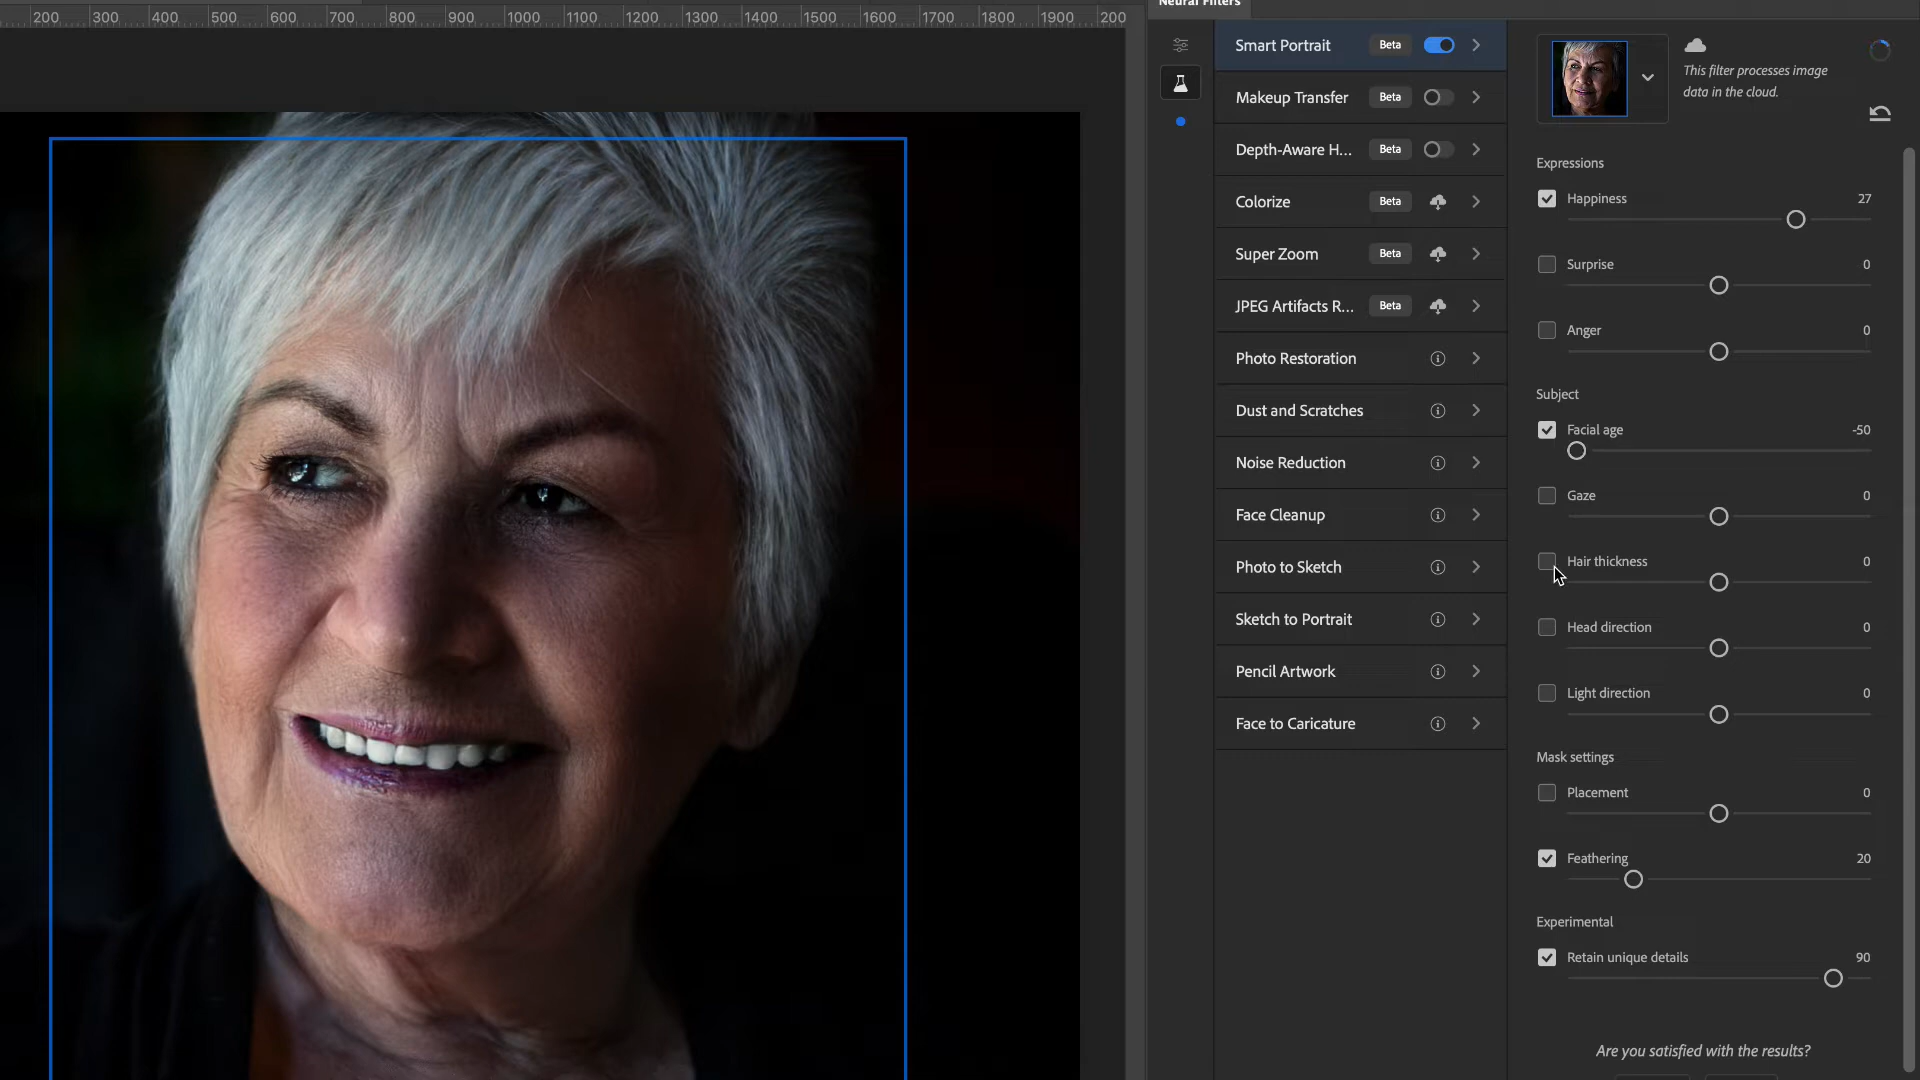 200 300 400 500 600 700 800 900 1000 1100 1200 1300 1400 1500 1600 1700 1800 1900 200
Neural Filters
Smart Portrait Beta
Makeup Transfer Beta
Depth-Aware H... Beta
Colorize Beta
Super Zoom Beta
JPEG Artifacts R... Beta
Photo Restoration
Dust and Scratches
Noise Reduction
Face Cleanup
Photo to Sketch
Sketch to Portrait
Pencil Artwork
Face to Caricature
This filter processes image
data in the cloud.
Expressions
Happiness 27
Surprise 0
Anger 0
Subject
Facial age -50
Gaze 0
Hair thickness 0
Head direction 0
Light direction 0
Mask settings
Placement 0
Feathering 20
Experimental
Retain unique details 90
Are you satisfied with the results?